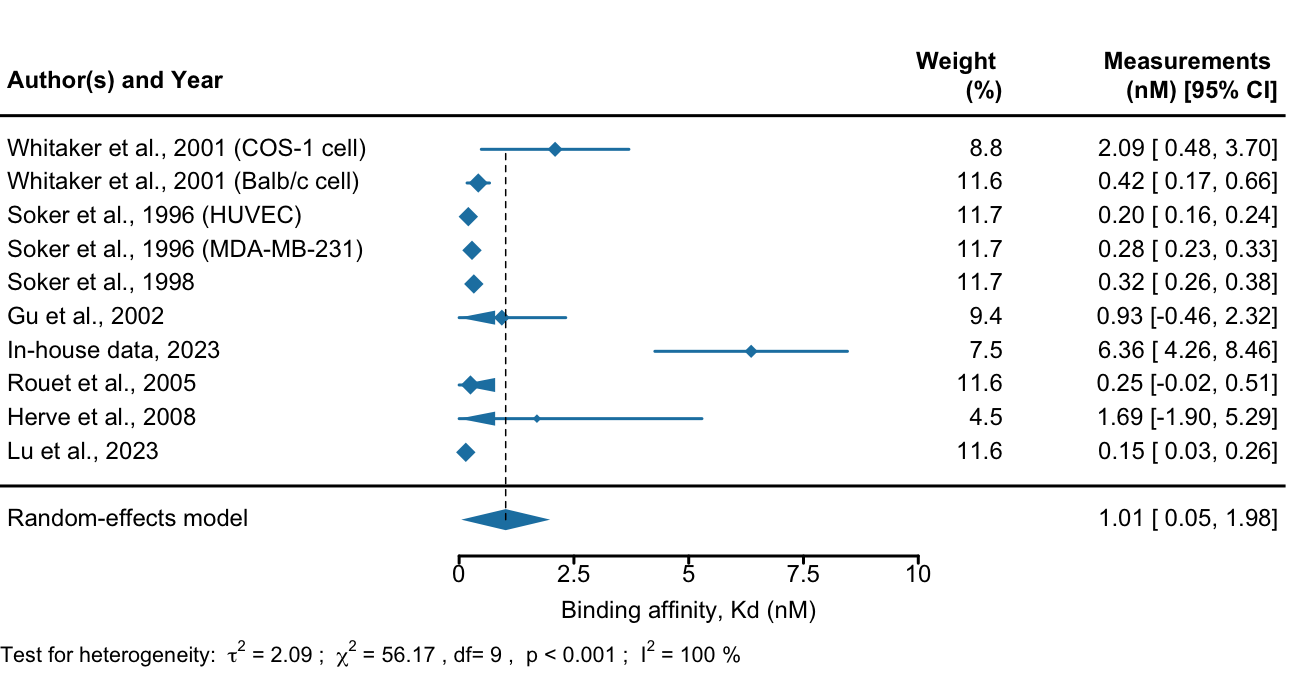 Author(s) and Year Weight (%) Measurements (nM) [95% CI]
Whitaker et al., 2001 (COS-1 cell) 8.8 2.09 [ 0.48, 3.70]
Whitaker et al., 2001 (Balb/c cell) 11.6 0.42 [ 0.17, 0.66]
Soker et al., 1996 (HUVEC) 11.7 0.20 [ 0.16, 0.24]
Soker et al., 1996 (MDA-MB-231) 11.7 0.28 [ 0.23, 0.33]
Soker et al., 1998 11.7 0.32 [ 0.26, 0.38]
Gu et al., 2002 9.4 0.93 [-0.46, 2.32]
In-house data, 2023 7.5 6.36 [ 4.26, 8.46]
Rouet et al., 2005 11.6 0.25 [-0.02, 0.51]
Herve et al., 2008 4.5 1.69 [-1.90, 5.29]
Lu et al., 2023 11.6 0.15 [ 0.03, 0.26]
Random-effects model 1.01 [ 0.05, 1.98]
0 2.5 5 7.5 10
Binding affinity, Kd (nM)
Test for heterogeneity: τ² = 2.09 ; χ² = 56.17 , df= 9 , p < 0.001 ; I² = 100 %